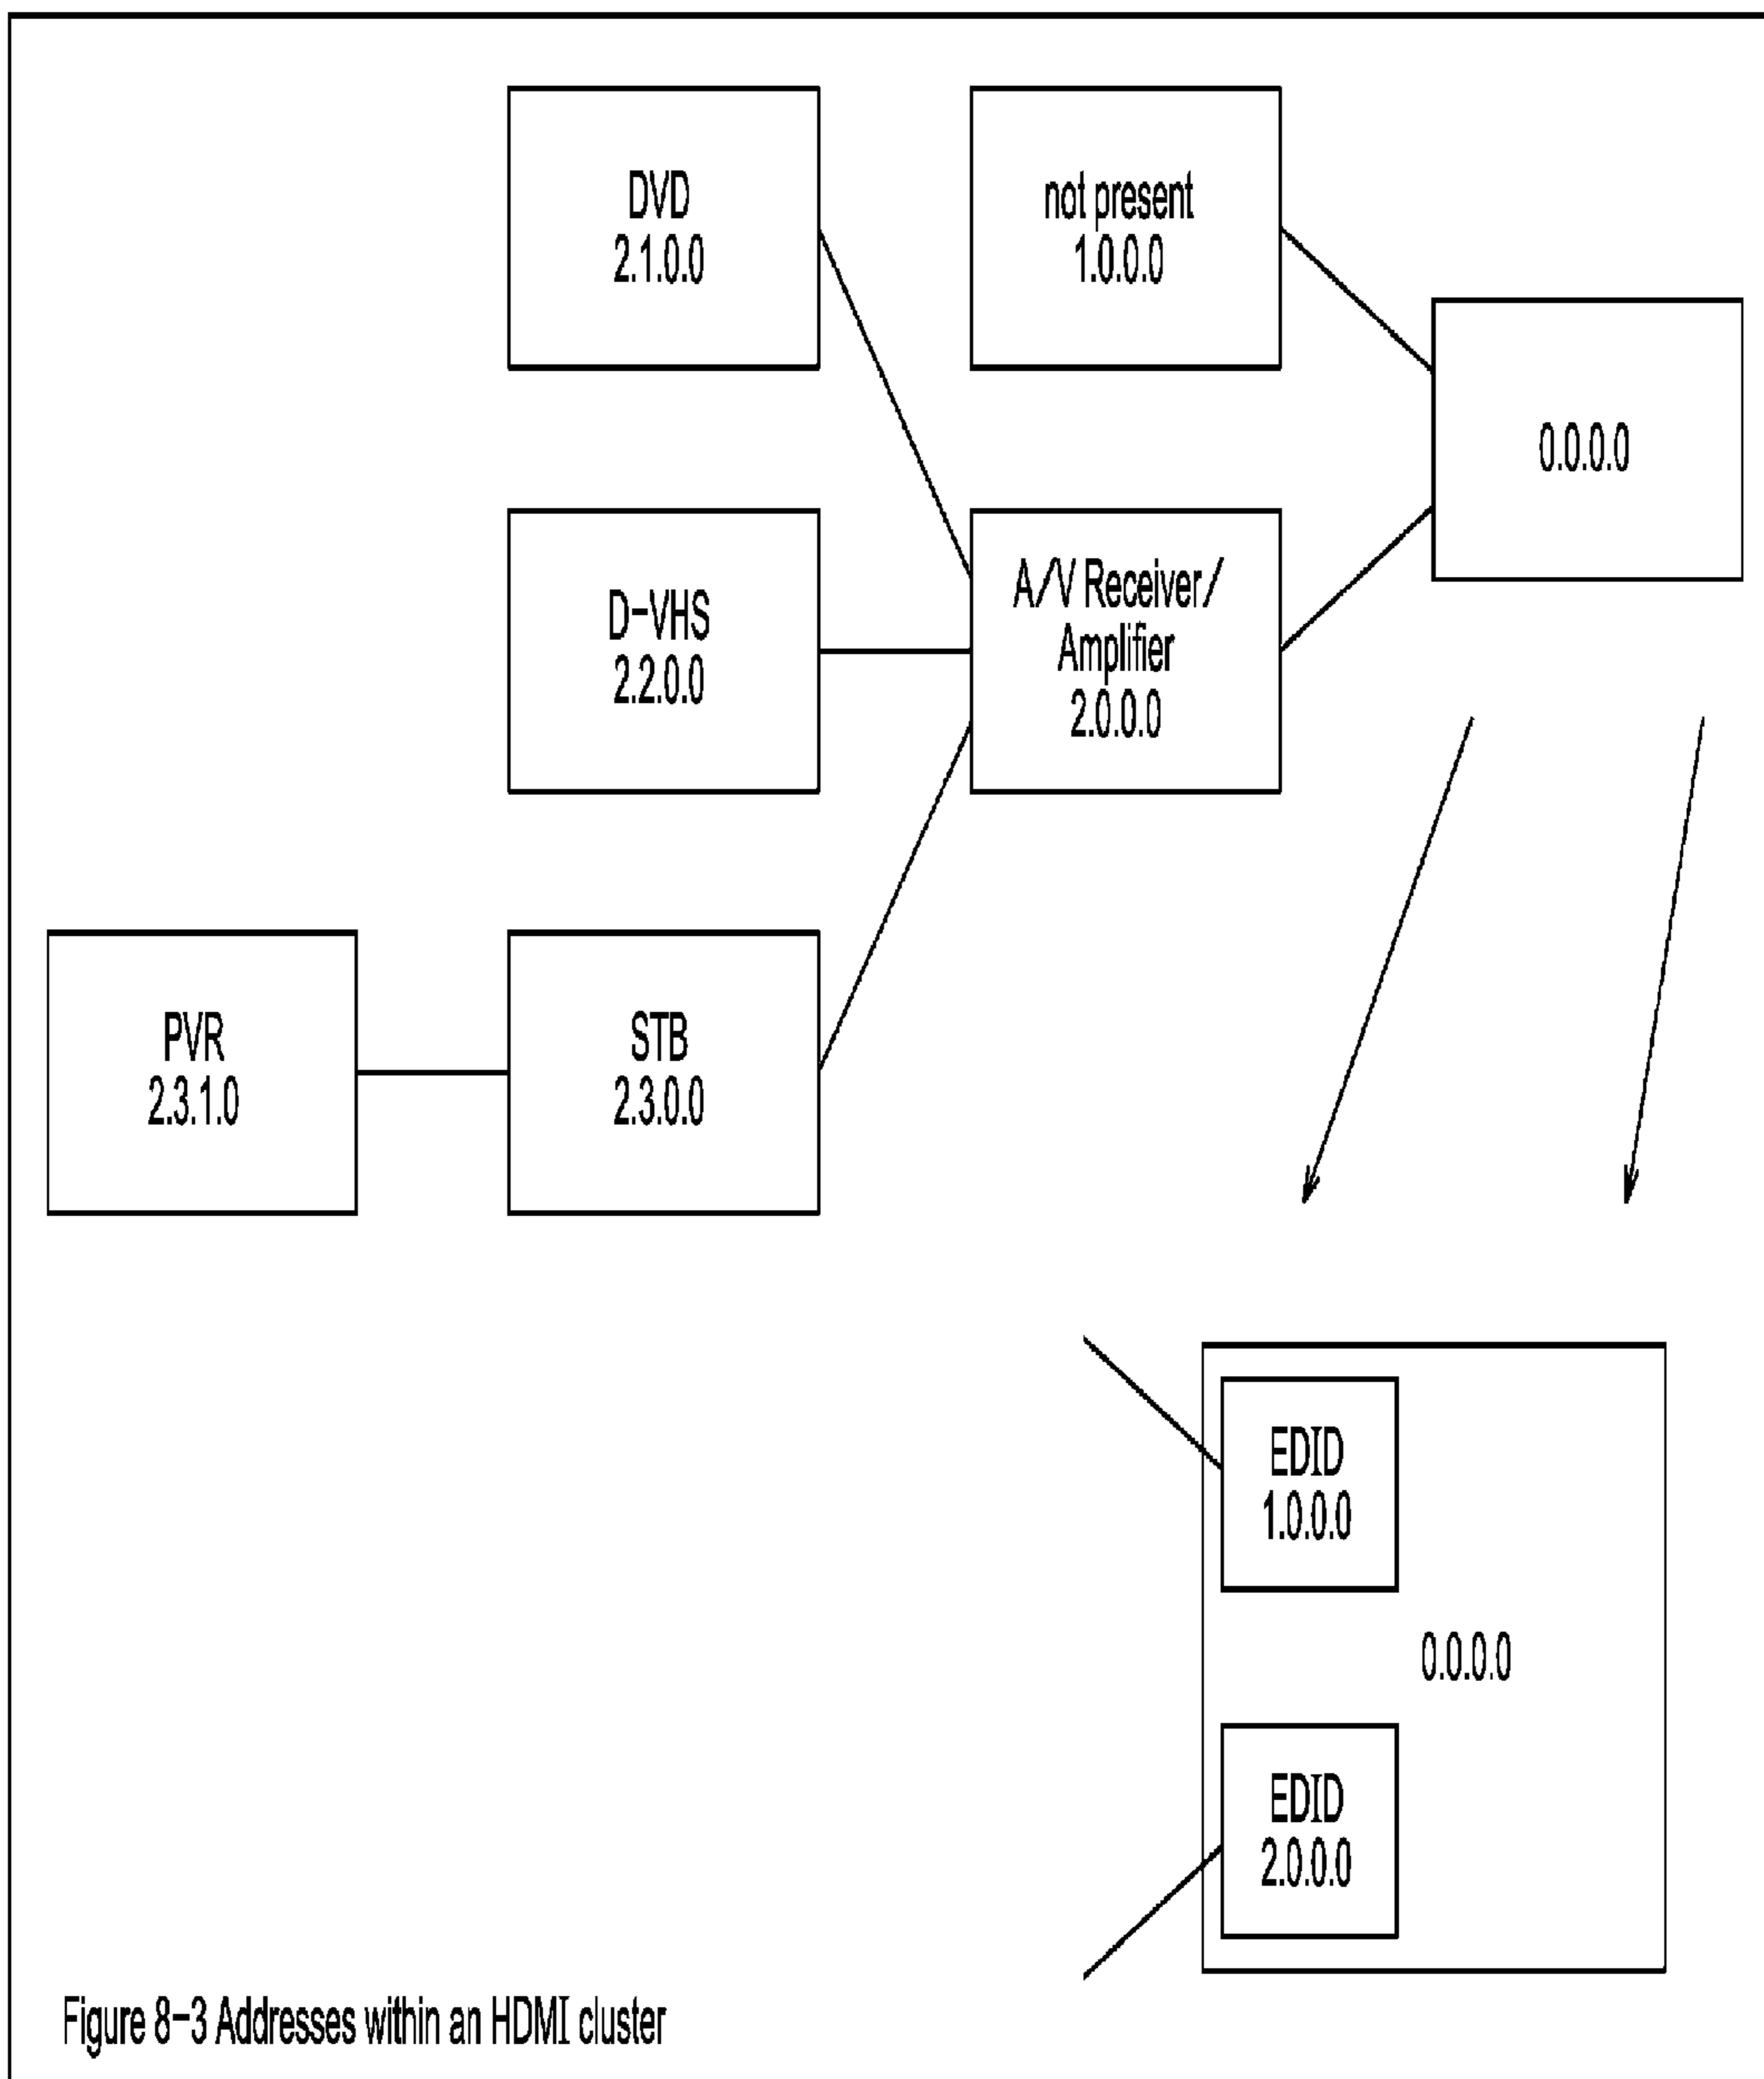 DVD
2.1.0.0
not present
1.0.0.0
0.0.0.0
D-VHS
2.2.0.0
A/V Receiver/
Amplifier
2.0.0.0
PVR
2.3.1.0
STB
2.3.0.0
EDID
1.0.0.0
0.0.0.0
EDID
2.0.0.0
Figure 8-3 Addresses within an HDMI cluster